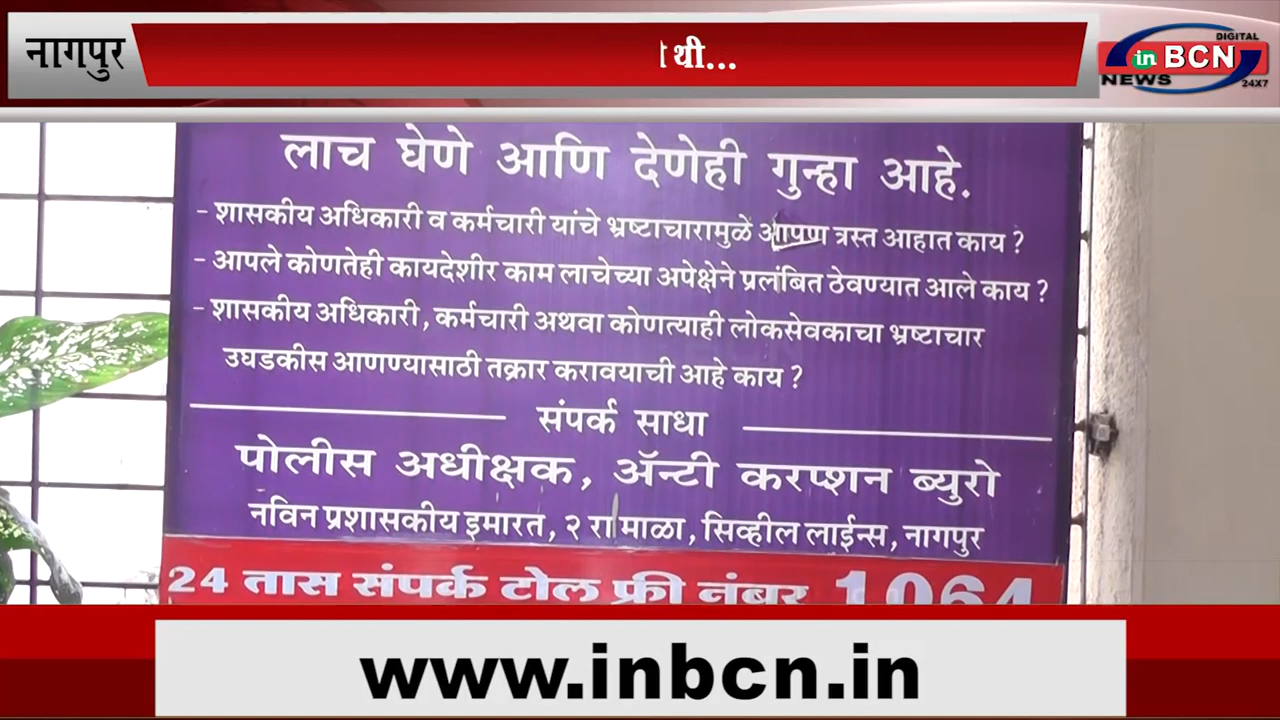 नागपुर
थी...
DIGITAL
in BCN
NEWS 24X7
लाच घेणे आणि देणेही गुन्हा आहे.
- शासकीय अधिकारी व कर्मचारी यांचे भ्रष्टाचारामुळे आपण त्रस्त आहात काय ?
- आपले कोणतेही कायदेशीर काम लाचेच्या अपेक्षेने प्रलंबित ठेवण्यात आले काय ?
- शासकीय अधिकारी, कर्मचारी अथवा कोणत्याही लोकसेवकाचा भ्रष्टाचार
उघडकीस आणण्यासाठी तक्रार करावयाची आहे काय ?
संपर्क साधा
पोलीस अधीक्षक, ॲन्टी करप्शन ब्युरो
नविन प्रशासकीय इमारत, २ रा माळा, सिव्हील लाईन्स, नागपुर
24 तास संपर्क टोल फ्री नंबर 1064
www.inbcn.in